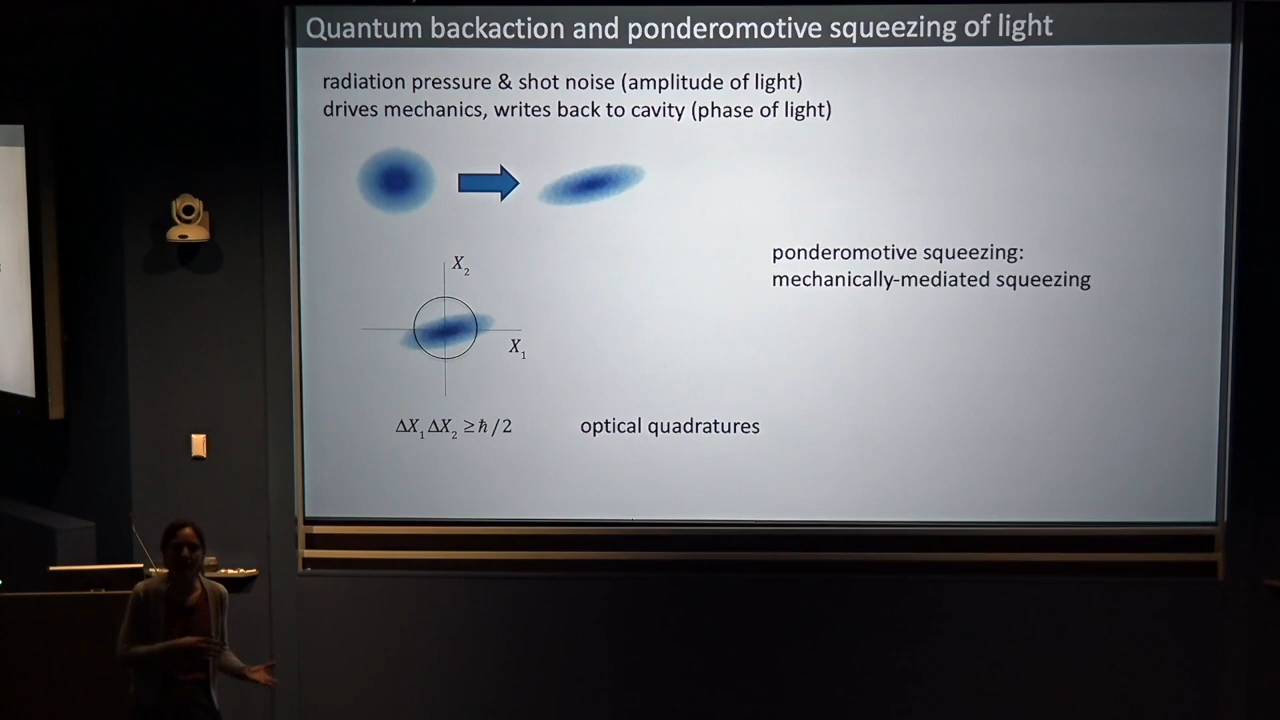 Quantum backaction and ponderomotive squeezing of light
radiation pressure & shot noise (amplitude of light)
drives mechanics, writes back to cavity (phase of light)
X₂
X₁
ponderomotive squeezing:
mechanically-mediated squeezing
ΔX₁ΔX₂ ≥ ħ/2
optical quadratures